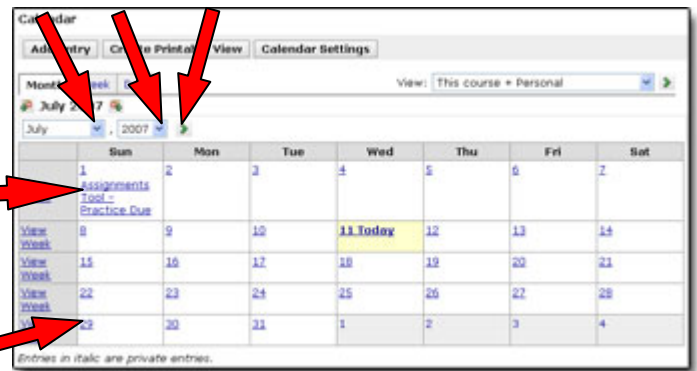 Calendar
Create Printable View Calendar Settings
View: This course + Personal
July 2007
July , 2007
Sun Mon Tue Wed Thu Fri Sat
1 2 3 4 5 6 7
Assignments
Tool -
Practice Due
View Week 8 9 10 11 Today 12 13 14
View Week 15 16 17 18 19 20 21
View Week 22 23 24 25 26 27 28
29 30 31 1 2 3 4
Entries in italic are private entries.